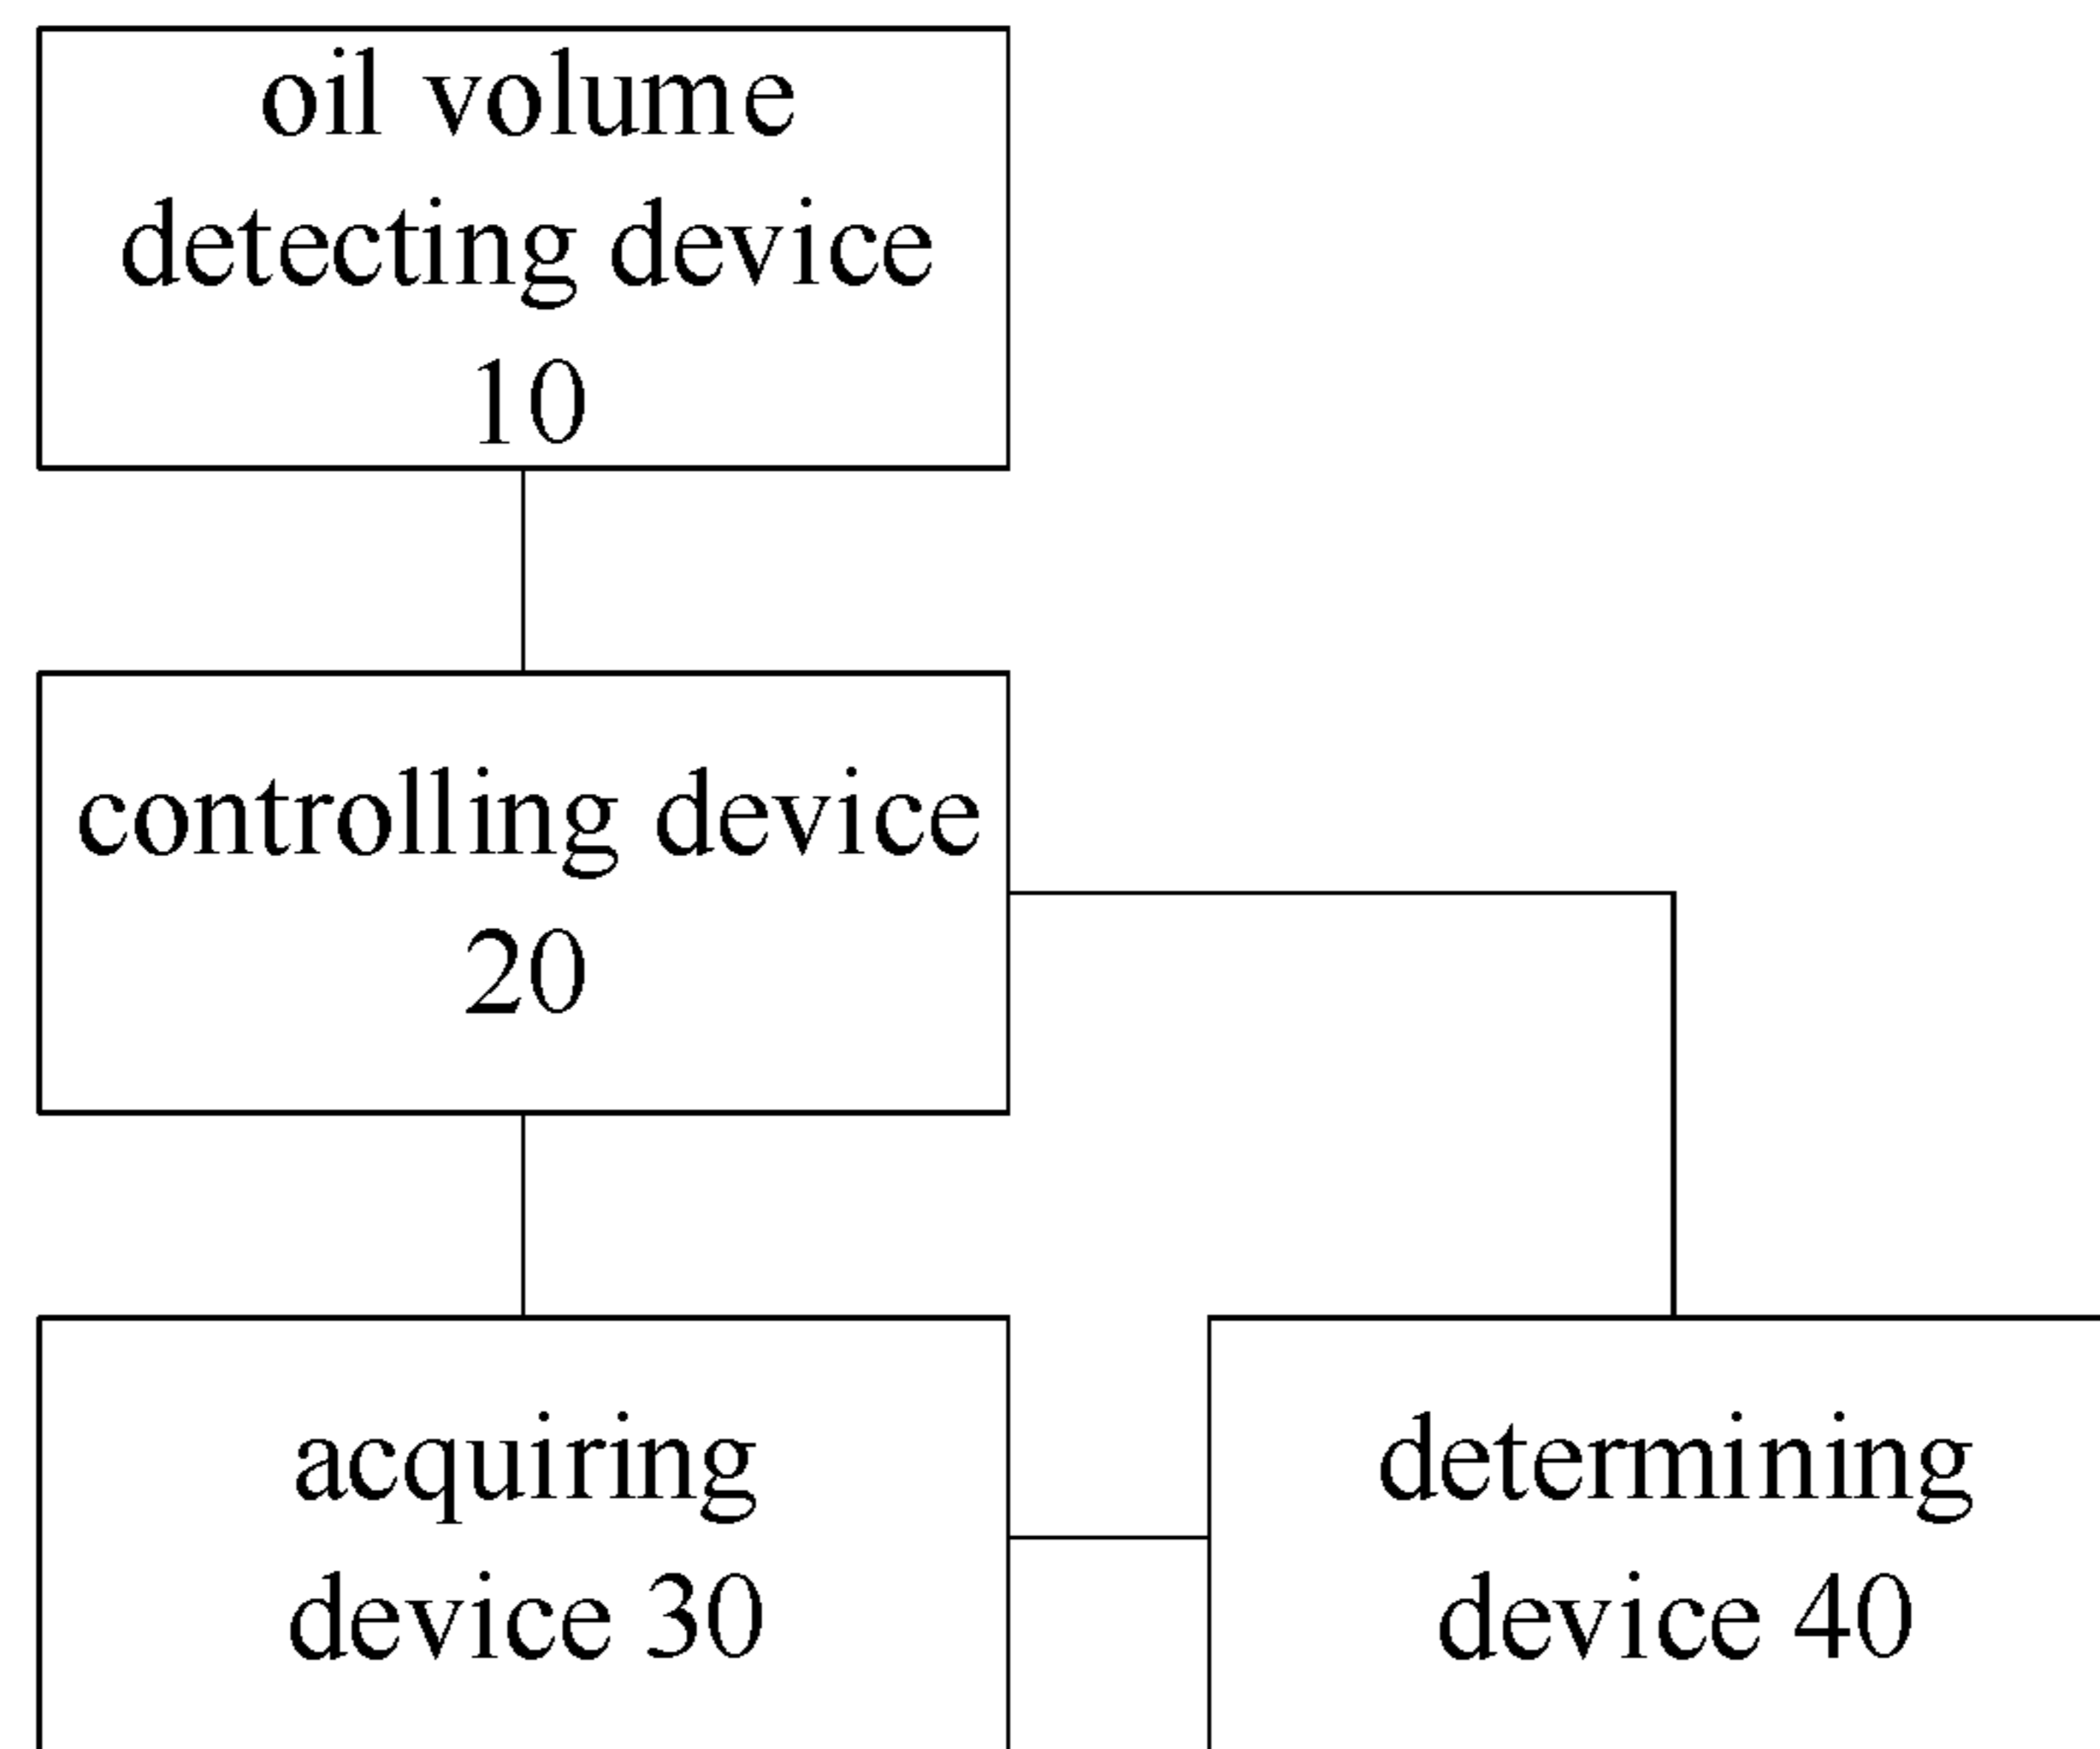 oil volume
detecting device
10
controlling device
20
acquiring
device 30
determining
device 40